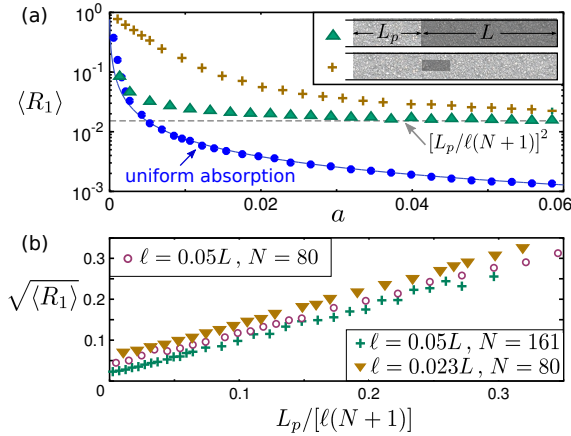 (a)
10^0
10^{-1}
10^{-2}
10^{-3}
⟨R_1⟩
L_p L
[L_p/ℓ(N+1)]^2
uniform absorption
0 0.02 0.04 0.06
a
(b)
ℓ = 0.05L, N = 80
√⟨R_1⟩
0.3
0.2
0.1
0
ℓ = 0.05L, N = 161
ℓ = 0.023L, N = 80
0 0.1 0.2 0.3
L_p/[ℓ(N+1)]